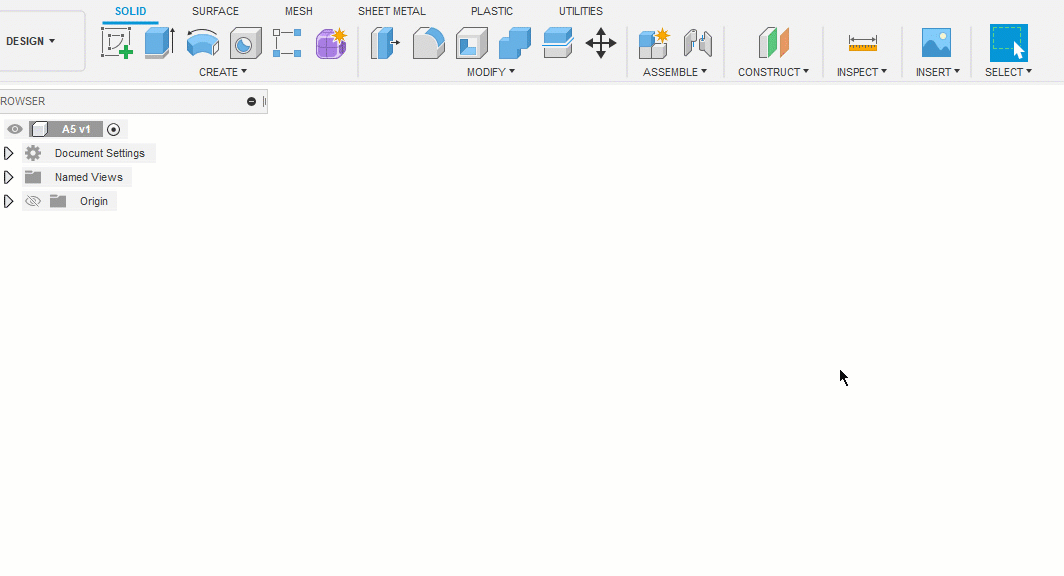 SOLID SURFACE MESH SHEET METAL PLASTIC UTILITIES
DESIGN
CREATE MODIFY ASSEMBLE CONSTRUCT INSPECT INSERT SELECT
ROWSER
A5 v1
Document Settings
Named Views
Origin